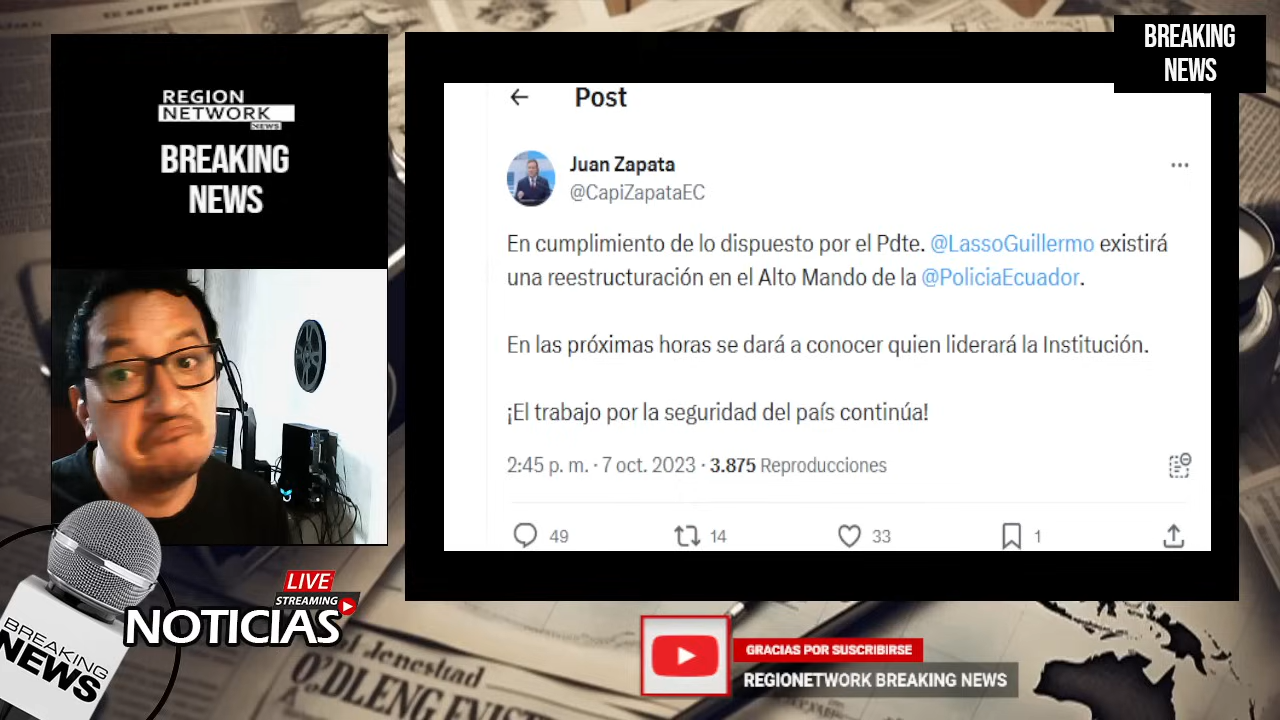 BREAKING
NEWS
REGION
NETWORK
NEWS
BREAKING
NEWS
Post
Juan Zapata
@CapiZapataEC
En cumplimiento de lo dispuesto por el Pdte. @LassoGuillermo existirá
una reestructuración en el Alto Mando de la @PoliciaEcuador.
En las próximas horas se dará a conocer quien liderará la Institución.
¡El trabajo por la seguridad del país continúa!
2:45 p. m. · 7 oct. 2023 · 3.875 Reproducciones
49 14 33 1
LIVE
STREAMING
NOTICIAS
BREAKING
NEWS
GRACIAS POR SUSCRIBIRSE
REGIONETWORK BREAKING NEWS